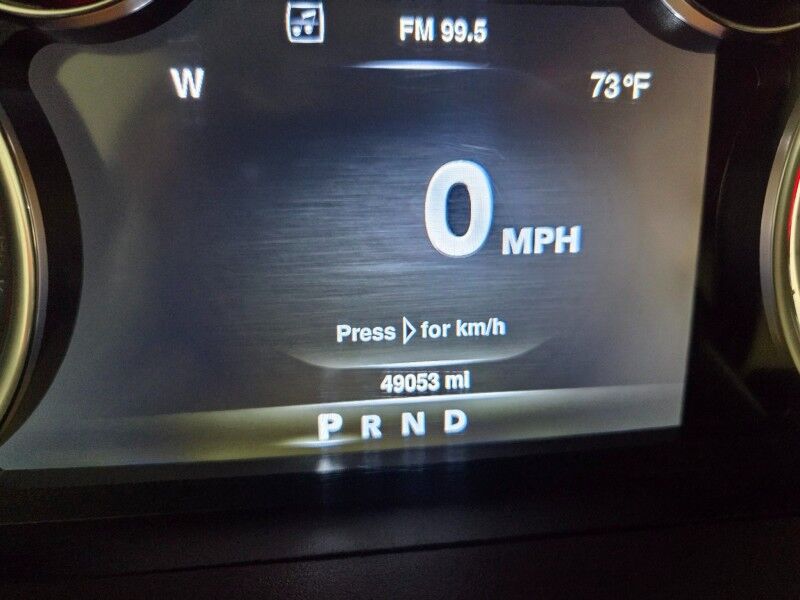 FM 99.5
W
73°F
0 MPH
Press ▷ for km/h
49053 mi
P R N D